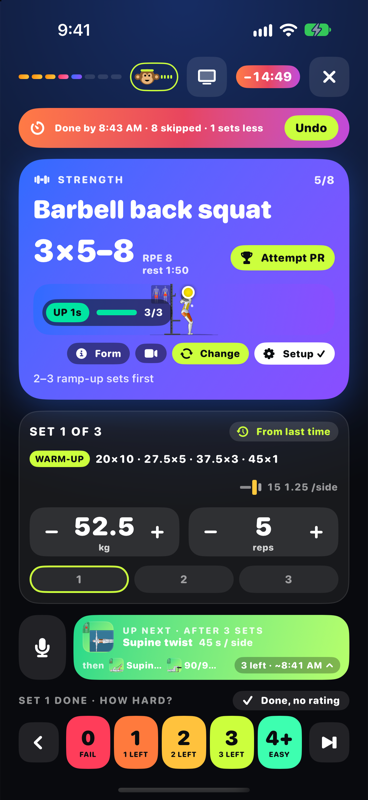 9:41
−14:49
Done by 8:43 AM · 8 skipped · 1 sets less
Undo
STRENGTH
5/8
Barbell back squat
3×5–8
RPE 8
rest 1:50
Attempt PR
UP 1s
3/3
Form
Change
Setup ✓
2–3 ramp-up sets first
SET 1 OF 3
From last time
WARM-UP
20×10 · 27.5×5 · 37.5×3 · 45×1
15 1.25 /side
− 52.5 +
kg
− 5 +
reps
1
2
3
UP NEXT · AFTER 3 SETS
Supine twist 45 s / side
then Supin... 90/9...
3 left · ~8:41 AM
SET 1 DONE · HOW HARD?
✓ Done, no rating
0
FAIL
1
1 LEFT
2
2 LEFT
3
3 LEFT
4+
EASY